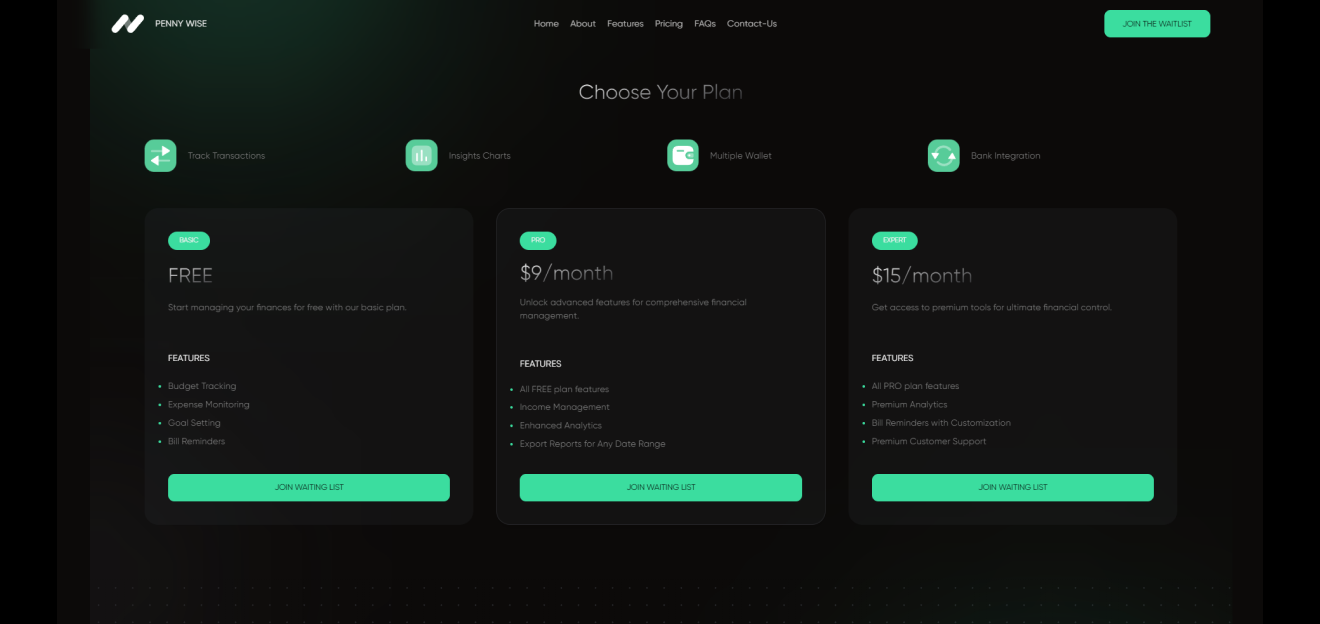 PENNY WISE
Home About Features Pricing FAQs Contact-Us
JOIN THE WAITLIST
Choose Your Plan
Track Transactions
Insights Charts
Multiple Wallet
Bank Integration
BASIC
FREE
Start managing your finances for free with our basic plan.
FEATURES
Budget Tracking
Expense Monitoring
Goal Setting
Bill Reminders
JOIN WAITING LIST
PRO
$9/month
Unlock advanced features for comprehensive financial
management.
FEATURES
All FREE plan features
Income Management
Enhanced Analytics
Export Reports for Any Date Range
JOIN WAITING LIST
EXPERT
$15/month
Get access to premium tools for ultimate financial control.
FEATURES
All PRO plan features
Premium Analytics
Bill Reminders with Customization
Premium Customer Support
JOIN WAITING LIST